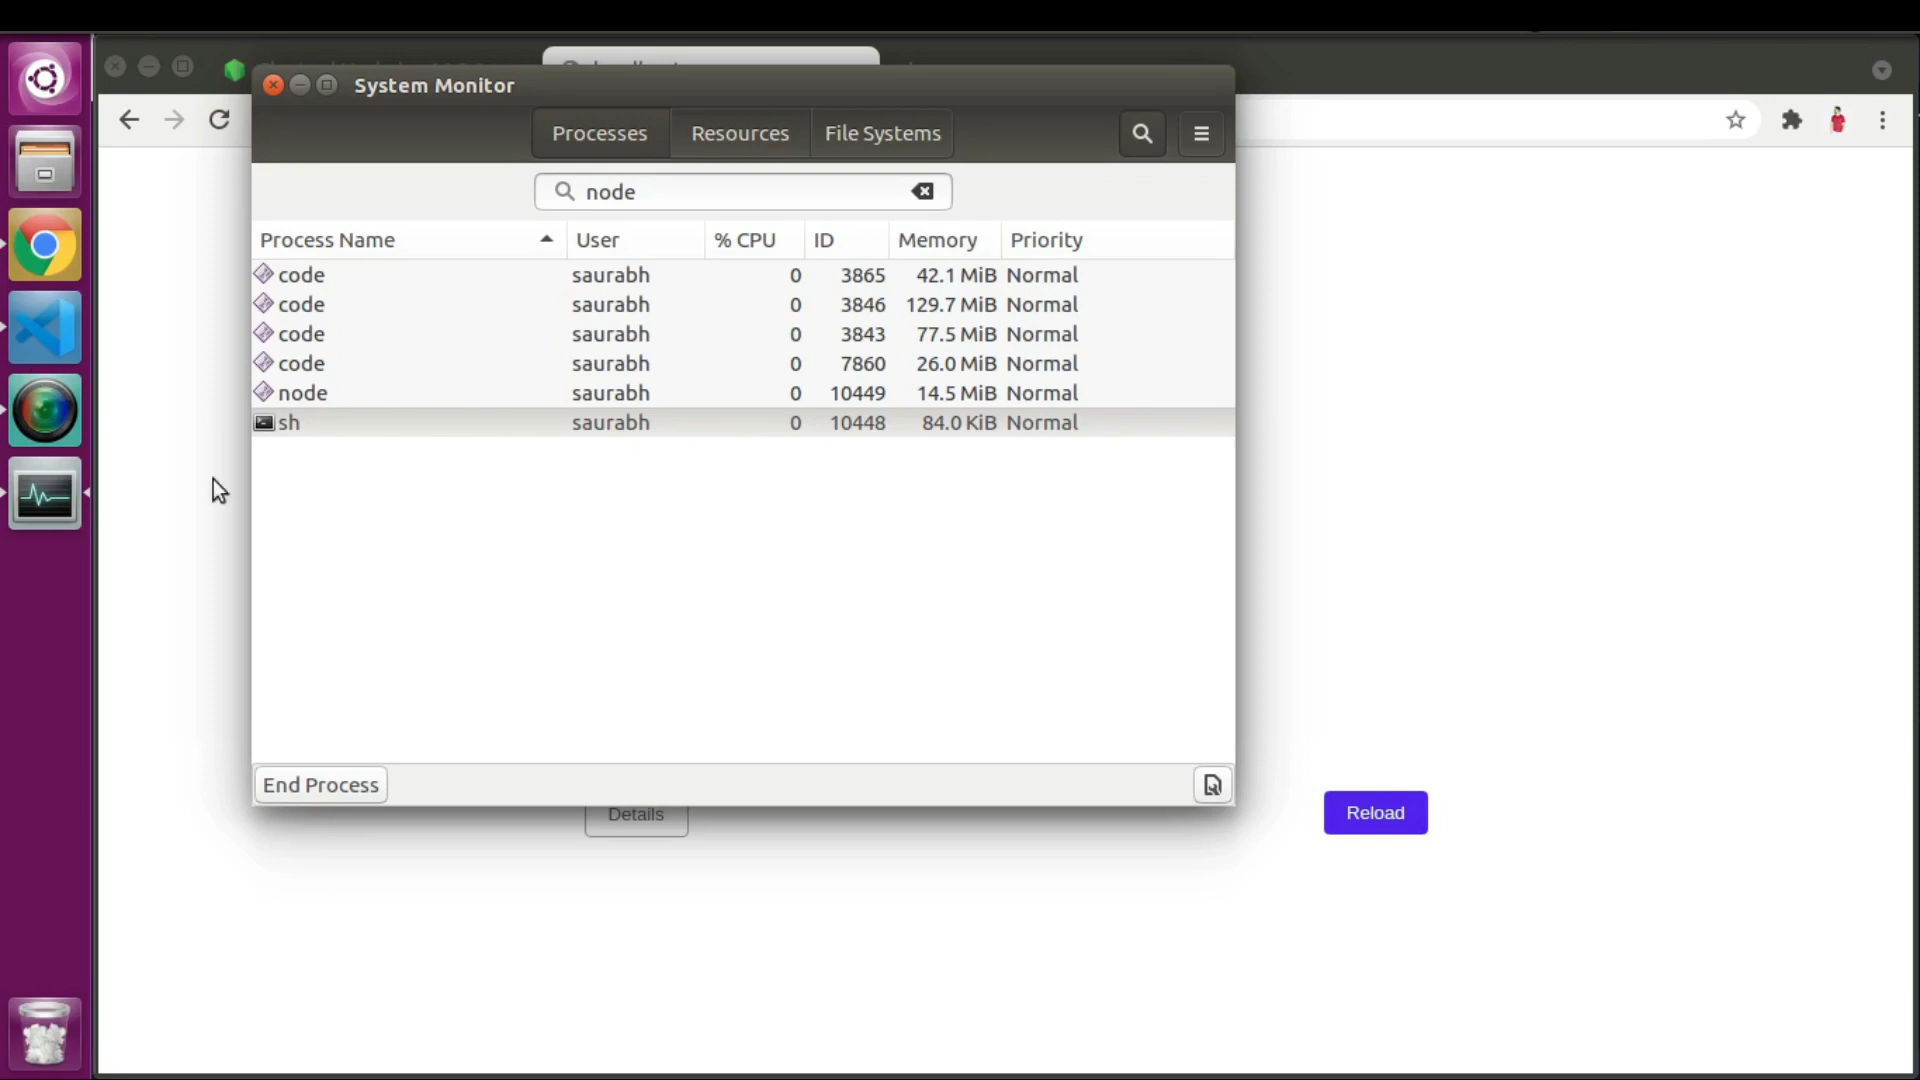 System Monitor
Processes Resources File Systems
node
Process Name User % CPU ID Memory Priority
code saurabh 0 3865 42.1 MiB Normal
code saurabh 0 3846 129.7 MiB Normal
code saurabh 0 3843 77.5 MiB Normal
code saurabh 0 7860 26.0 MiB Normal
node saurabh 0 10449 14.5 MiB Normal
sh saurabh 0 10448 84.0 KiB Normal
End Process
Details
Reload